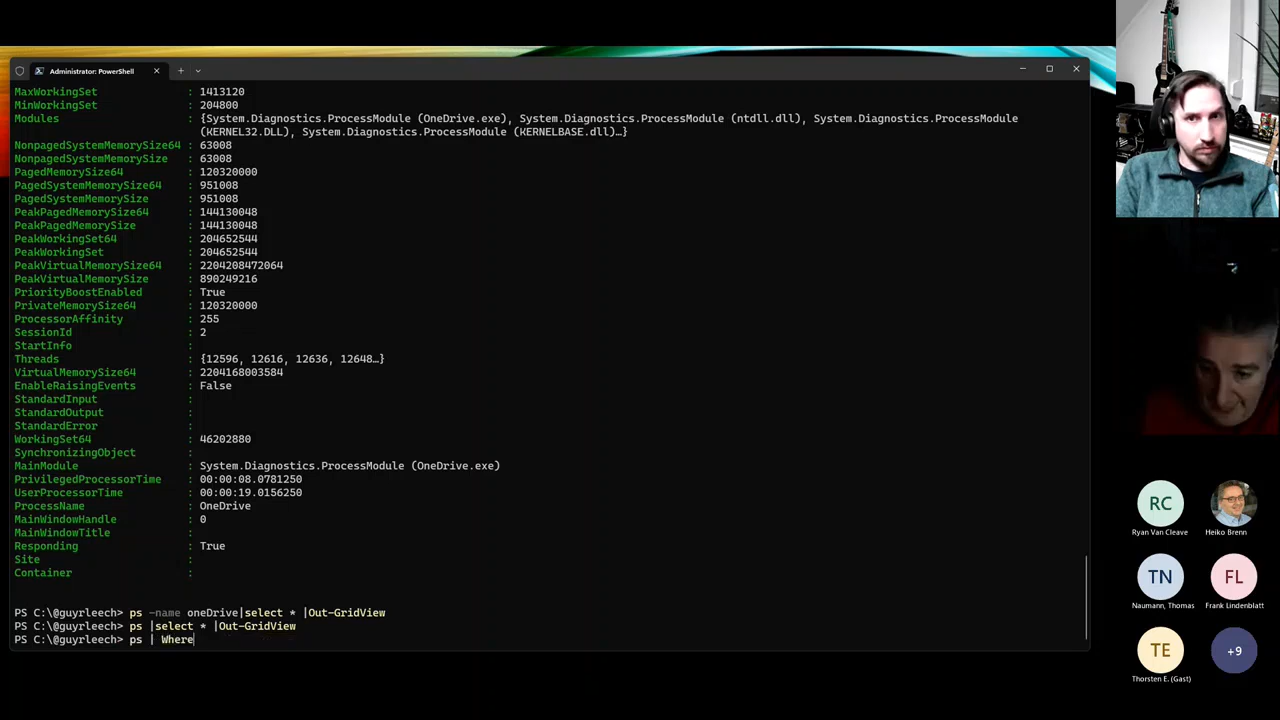 Administrator: PowerShell
MaxWorkingSet : 1413120
MinWorkingSet : 204800
Modules : {System.Diagnostics.ProcessModule (OneDrive.exe), System.Diagnostics.ProcessModule (ntdll.dll), System.Diagnostics.ProcessModule
(KERNEL32.DLL), System.Diagnostics.ProcessModule (KERNELBASE.dll)…}
NonpagedSystemMemorySize64 : 63008
NonpagedSystemMemorySize : 63008
PagedMemorySize64 : 120320000
PagedSystemMemorySize64 : 951008
PagedSystemMemorySize : 951008
PeakPagedMemorySize64 : 144130048
PeakPagedMemorySize : 144130048
PeakWorkingSet64 : 204652544
PeakWorkingSet : 204652544
PeakVirtualMemorySize64 : 2204208472064
PeakVirtualMemorySize : 890249216
PriorityBoostEnabled : True
PrivateMemorySize64 : 120320000
ProcessorAffinity : 255
SessionId : 2
StartInfo :
Threads : {12596, 12616, 12636, 12648…}
VirtualMemorySize64 : 2204168003584
EnableRaisingEvents : False
StandardInput :
StandardOutput :
StandardError :
WorkingSet64 : 46202880
SynchronizingObject :
MainModule : System.Diagnostics.ProcessModule (OneDrive.exe)
PrivilegedProcessorTime : 00:00:08.0781250
UserProcessorTime : 00:00:19.0156250
ProcessName : OneDrive
MainWindowHandle : 0
MainWindowTitle :
Responding : True
Site :
Container :
PS C:\@guyrleech> ps -name oneDrive|select * |Out-GridView
PS C:\@guyrleech> ps |select * |Out-GridView
PS C:\@guyrleech> ps | Where
RC
Ryan Van Cleave
Heiko Brenn
TN
Naumann, Thomas
FL
Frank Lindenblatt
TE
Thorsten E. (Gast)
+9